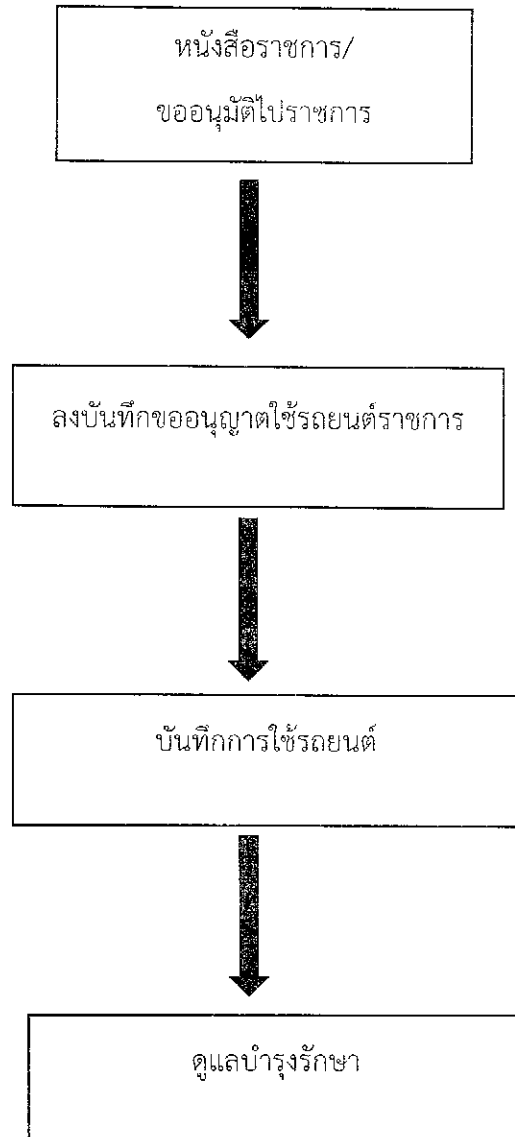 หนังสือราชการ/
ขออนุมัติไปราชการ
ลงบันทึกขออนุญาตใช้รถยนต์ราชการ
บันทึกการใช้รถยนต์
ดูแลบำรุงรักษา